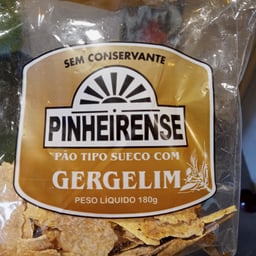 SEM CONSERVANTE
PINHEIRENSE
PÃO TIPO SUECO COM
GERGELIM
PESO LÍQUIDO 180g